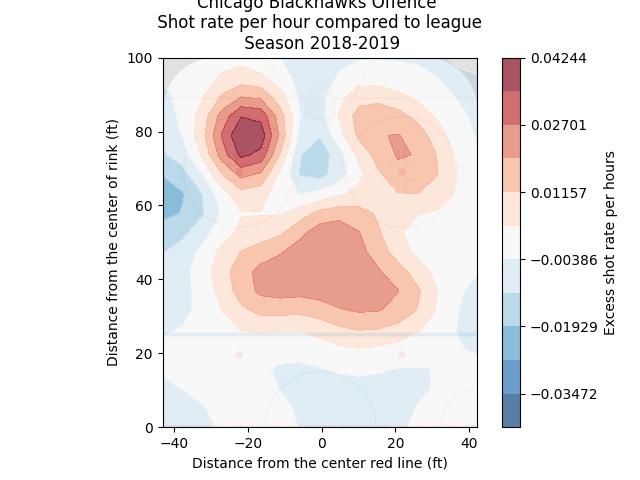 Chicago Blackhawks Offence
Shot rate per hour compared to league
Season 2018-2019
100
80
60
40
20
0
−40
−20
0
20
40
Distance from the center of rink (ft)
Distance from the center red line (ft)
0.04244
0.02701
0.01157
−0.00386
−0.01929
−0.03472
Excess shot rate per hours